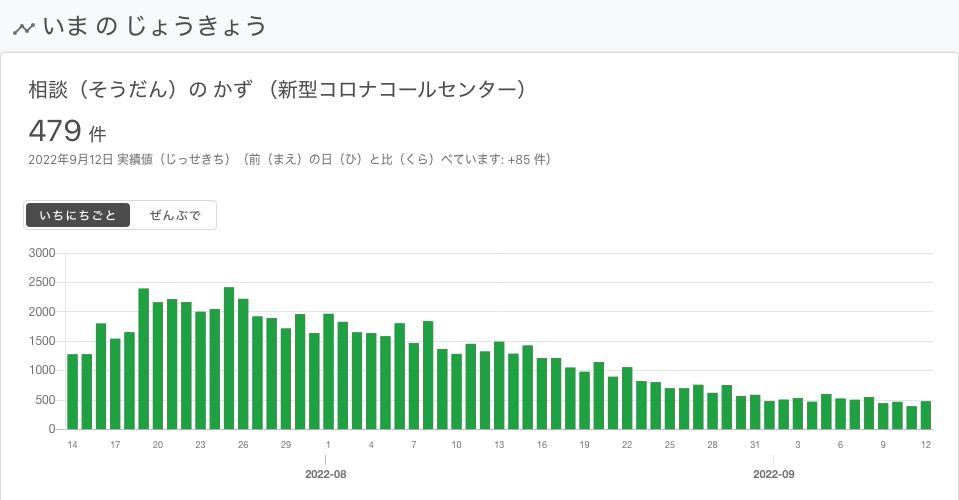 いま の じょうきょう
相談（そうだん）の かず （新型コロナコールセンター）
479 件
2022年9月12日 実績値（じっせきち）（前（まえ）の日（ひ）と比（くら）べています: +85 件）
いちにちごと ぜんぶで
3000
2500
2000
1500
1000
500
0
14 17 20 23 26 29 1 4 7 10 13 16 19 22 25 28 31 3 6 9 12
2022-08 2022-09